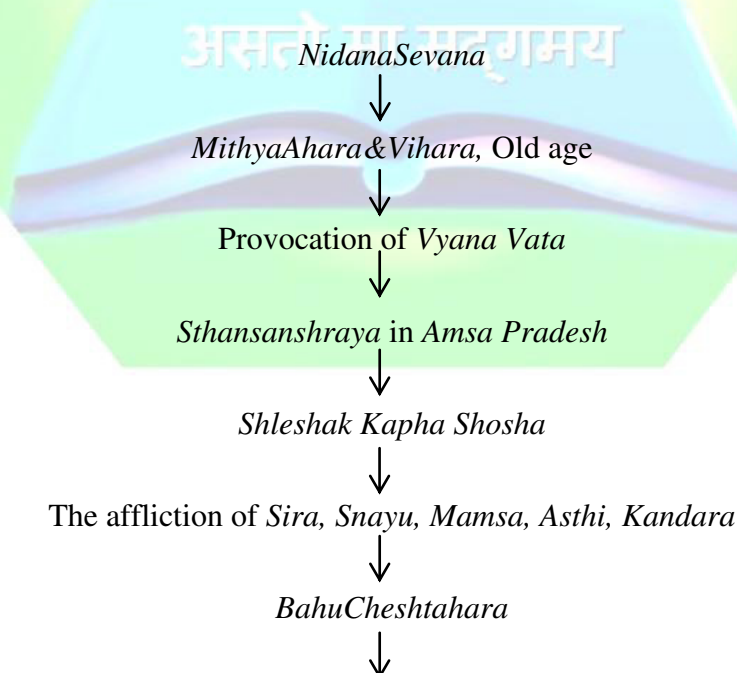 असतो मा सद्गमय
NidanaSevana
MithyaAhara&Vihara, Old age
Provocation of Vyana Vata
Sthansanshraya in Amsa Pradesh
Shleshak Kapha Shosha
The affliction of Sira, Snayu, Mamsa, Asthi, Kandara
BahuCheshtahara